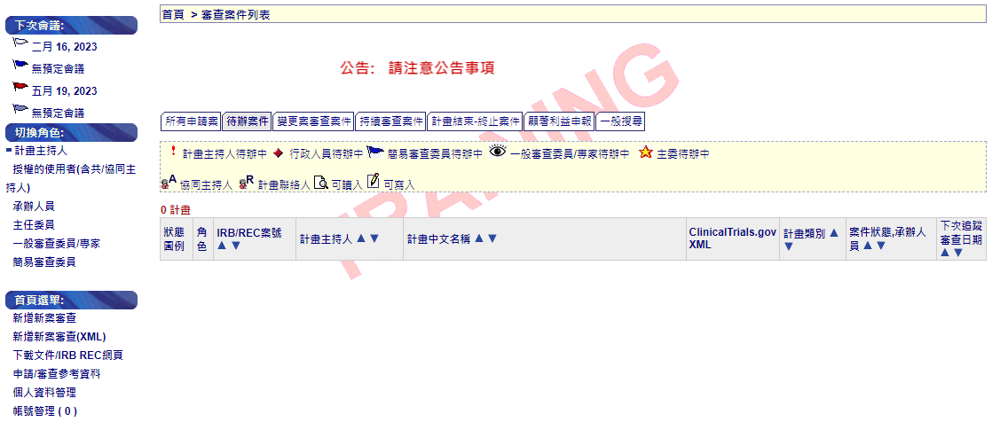 下次會議:
二月 16, 2023
無預定會議
五月 19, 2023
無預定會議
切換角色:
計畫主持人
授權的使用者(含共/協同主
持人)
承辦人員
主任委員
一般審查委員/專家
簡易審查委員
首頁選單:
新增新案審查
新增新案審查(XML)
下載文件/IRB REC網頁
申請/審查參考資料
個人資料管理
帳號管理 ( 0 )
首頁 > 審查案件列表
公告: 請注意公告事項
TRAINING
所有申請案 待辦案件 變更案審查案件 持續審查案件 計畫結束-終止案件 顯著利益申報 一般搜尋
計畫主持人待辦中 行政人員待辦中 簡易審查委員待辦中 一般審查委員/專家待辦中 主委待辦中
A 協同主持人 R 計畫聯絡人 可讀入 可寫入
0 計畫
狀態
圖例
角
色
IRB/REC案號
▲ ▼
計畫主持人 ▲ ▼
計畫中文名稱 ▲ ▼
ClinicalTrials.gov
XML
計畫類別 ▲
▼
案件狀態,承辦人
員 ▲ ▼
下次追蹤
審查日期
▲ ▼